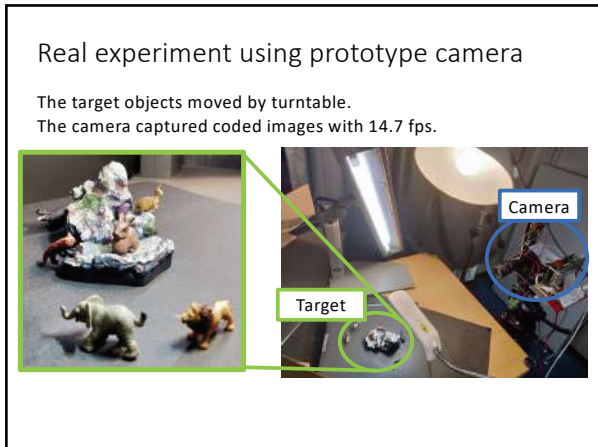 Real experiment using prototype camera
The target objects moved by turntable.
The camera captured coded images with 14.7 fps.
Camera
Target